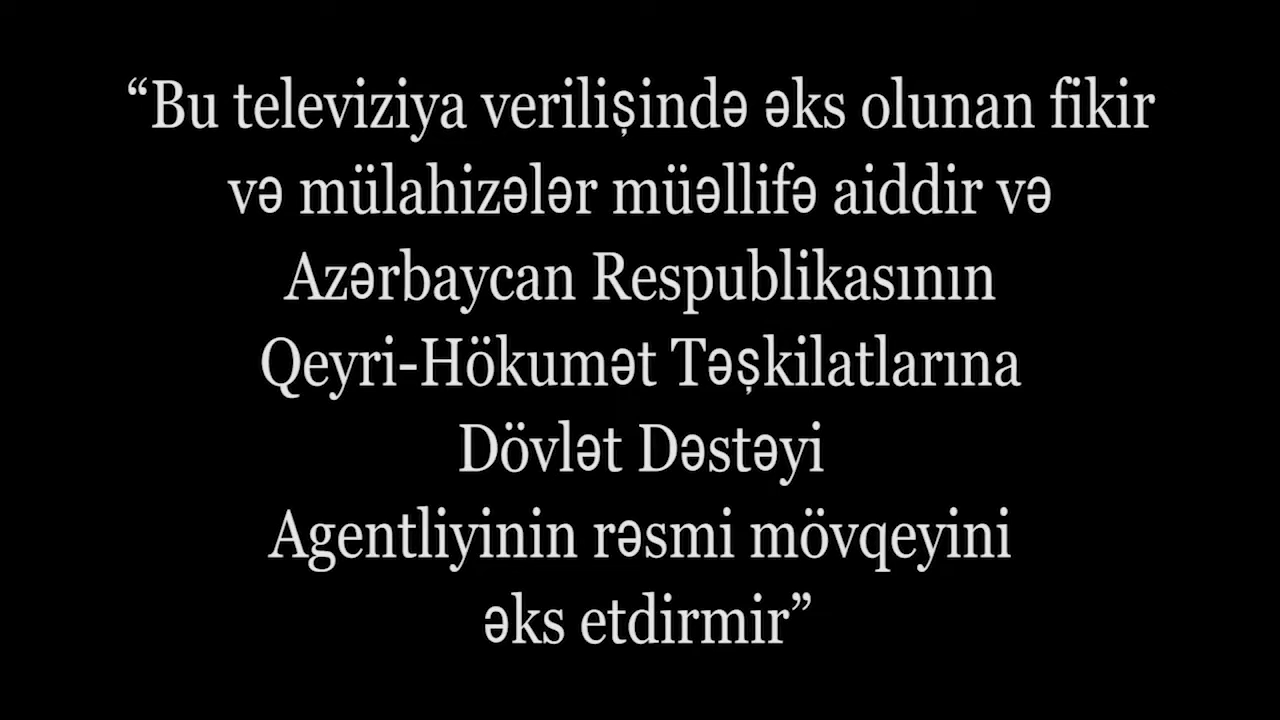 “Bu televiziya verilişində əks olunan fikir
və mülahizələr müəllifə aiddir və
Azərbaycan Respublikasının
Qeyri-Hökumət Təşkilatlarına
Dövlət Dəstəyi
Agentliyinin rəsmi mövqeyini
əks etdirmir”